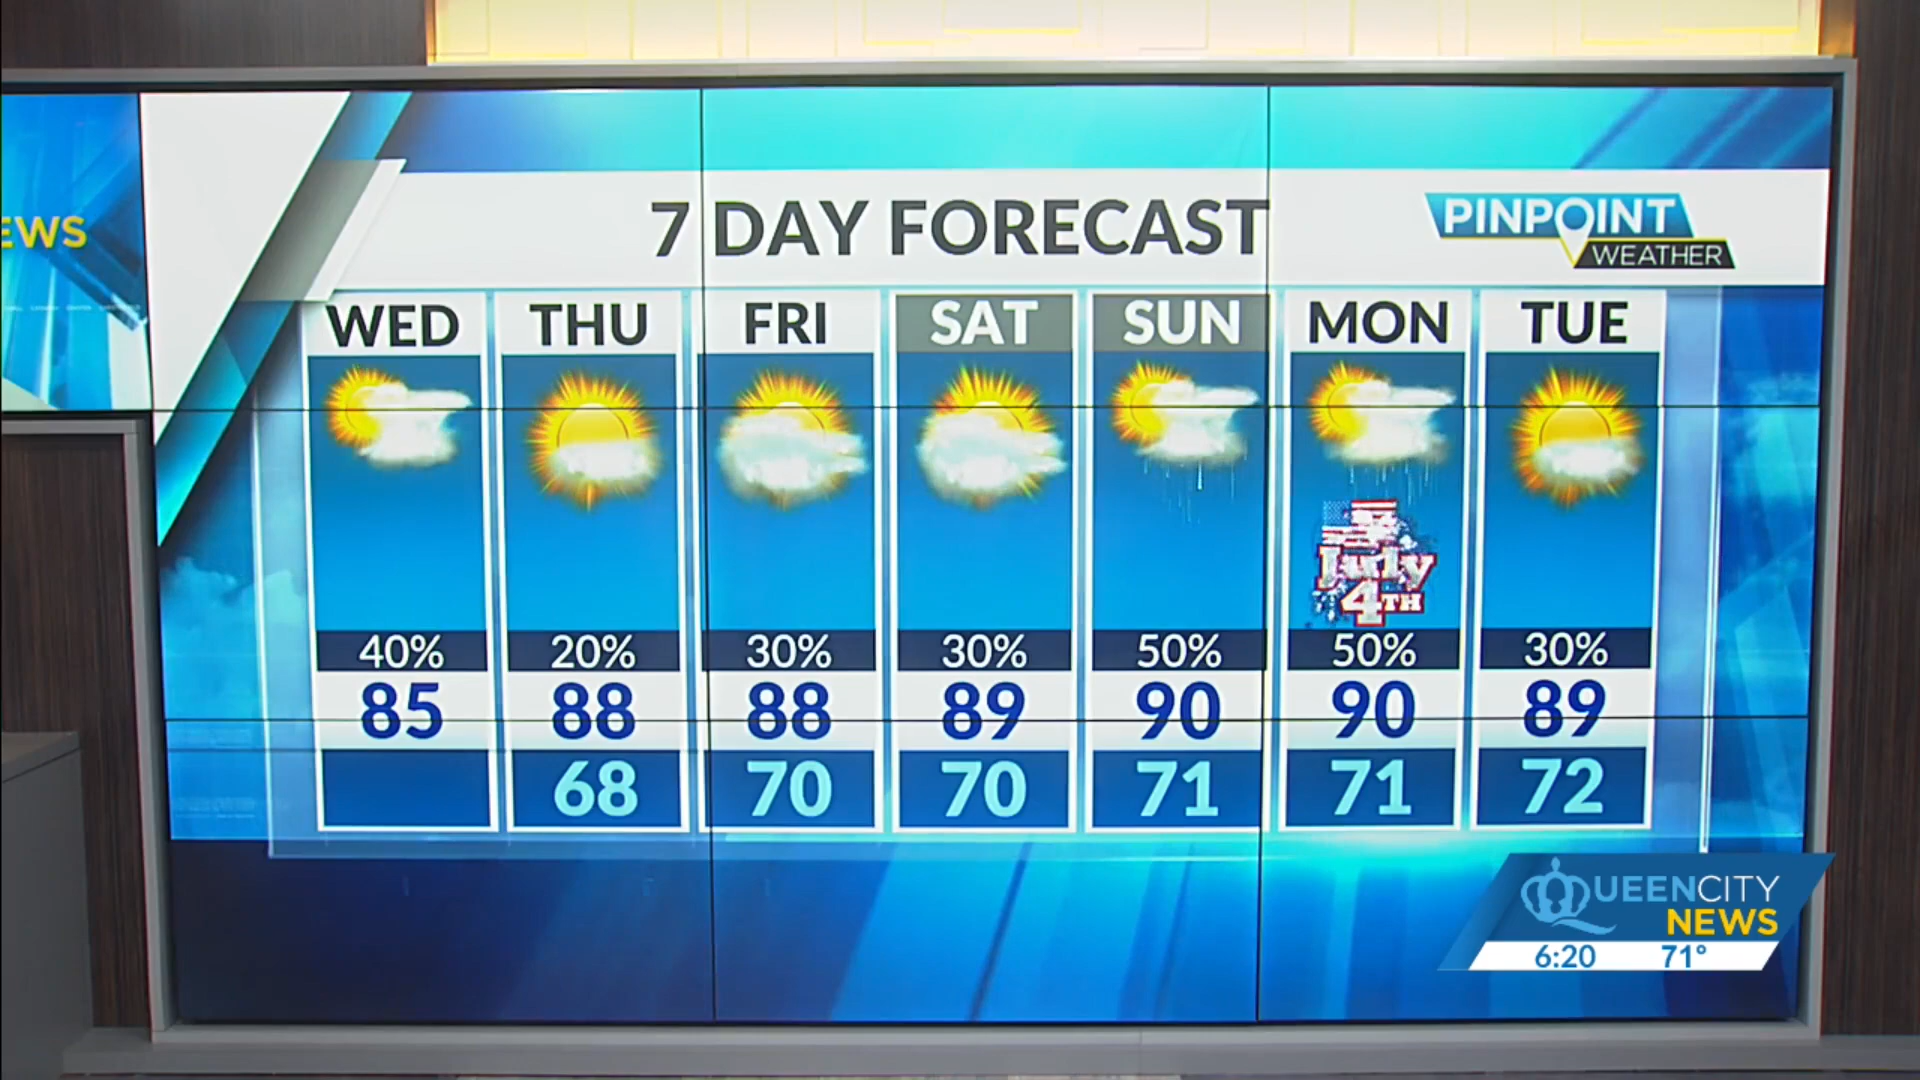 EWS
7 DAY FORECAST
PINPOINT
WEATHER
WED THU FRI SAT SUN MON TUE
July
4TH
40% 20% 30% 30% 50% 50% 30%
85 88 88 89 90 90 89
68 70 70 71 71 72
QUEENCITY
NEWS
6:20 71°